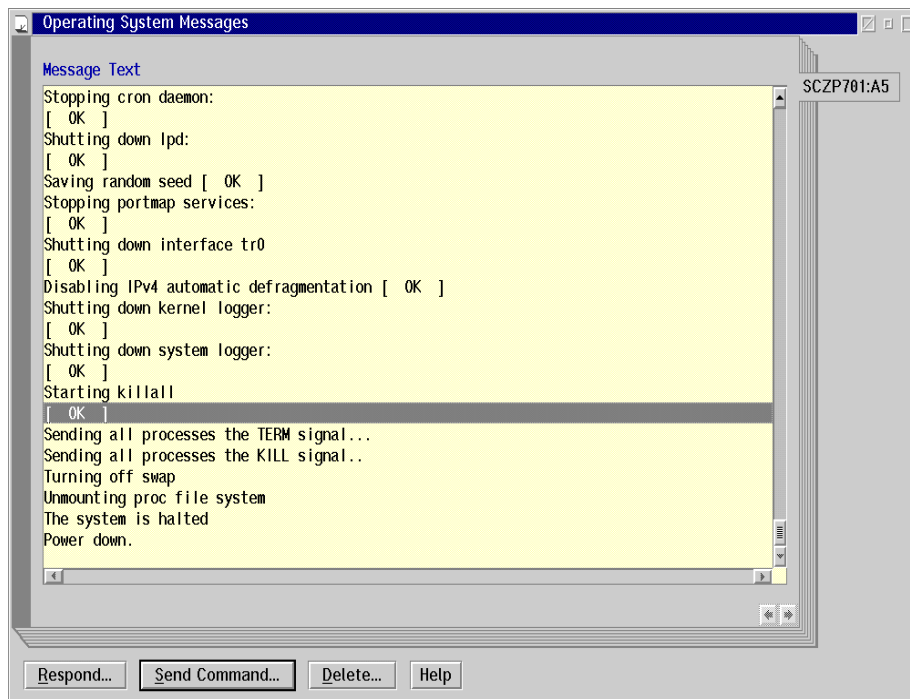 Operating System Messages
Message Text
SCZP701:A5
Stopping cron daemon:
[  OK  ]
Shutting down lpd:
[  OK  ]
Saving random seed [  OK  ]
Stopping portmap services:
[  OK  ]
Shutting down interface tr0
[  OK  ]
Disabling IPv4 automatic defragmentation [  OK  ]
Shutting down kernel logger:
[  OK  ]
Shutting down system logger:
[  OK  ]
Starting killall
[  OK  ]
Sending all processes the TERM signal...
Sending all processes the KILL signal..
Turning off swap
Unmounting proc file system
The system is halted
Power down.
Respond... Send Command... Delete... Help